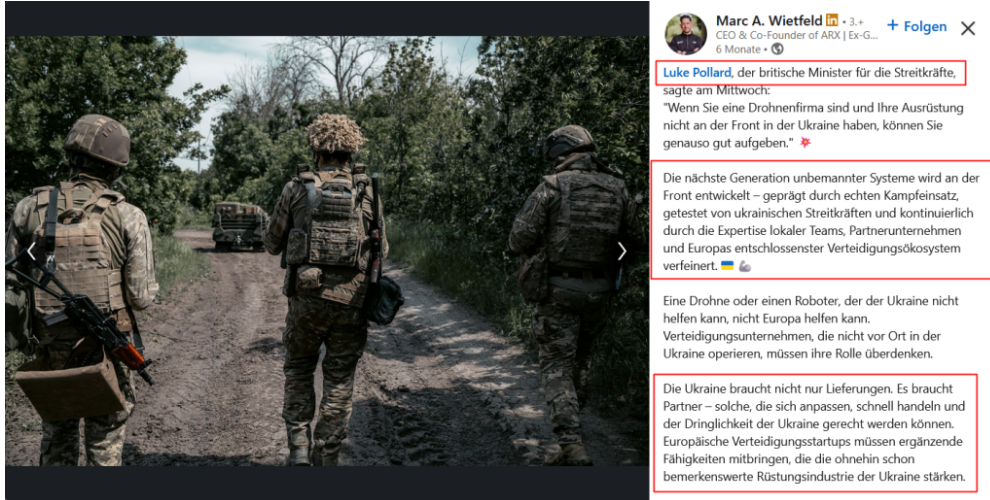 Marc A. Wietfeld in • 3.+
+ Folgen
CEO & Co-Founder of ARX | Ex-G...
6 Monate •
Luke Pollard, der britische Minister für die Streitkräfte,
sagte am Mittwoch:
"Wenn Sie eine Drohnenfirma sind und Ihre Ausrüstung
nicht an der Front in der Ukraine haben, können Sie
genauso gut aufgeben." 💥
Die nächste Generation unbemannter Systeme wird an der
Front entwickelt – geprägt durch echten Kampfeinsatz,
getestet von ukrainischen Streitkräften und kontinuierlich
durch die Expertise lokaler Teams, Partnerunternehmen
und Europas entschlossenster Verteidigungsökosystem
verfeinert. 🇺🇦 🦾
Eine Drohne oder einen Roboter, der der Ukraine nicht
helfen kann, nicht Europa helfen kann.
Verteidigungsunternehmen, die nicht vor Ort in der
Ukraine operieren, müssen ihre Rolle überdenken.
Die Ukraine braucht nicht nur Lieferungen. Es braucht
Partner – solche, die sich anpassen, schnell handeln und
der Dringlichkeit der Ukraine gerecht werden können.
Europäische Verteidigungsstartups müssen ergänzende
Fähigkeiten mitbringen, die die ohnehin schon
bemerkenswerte Rüstungsindustrie der Ukraine stärken.